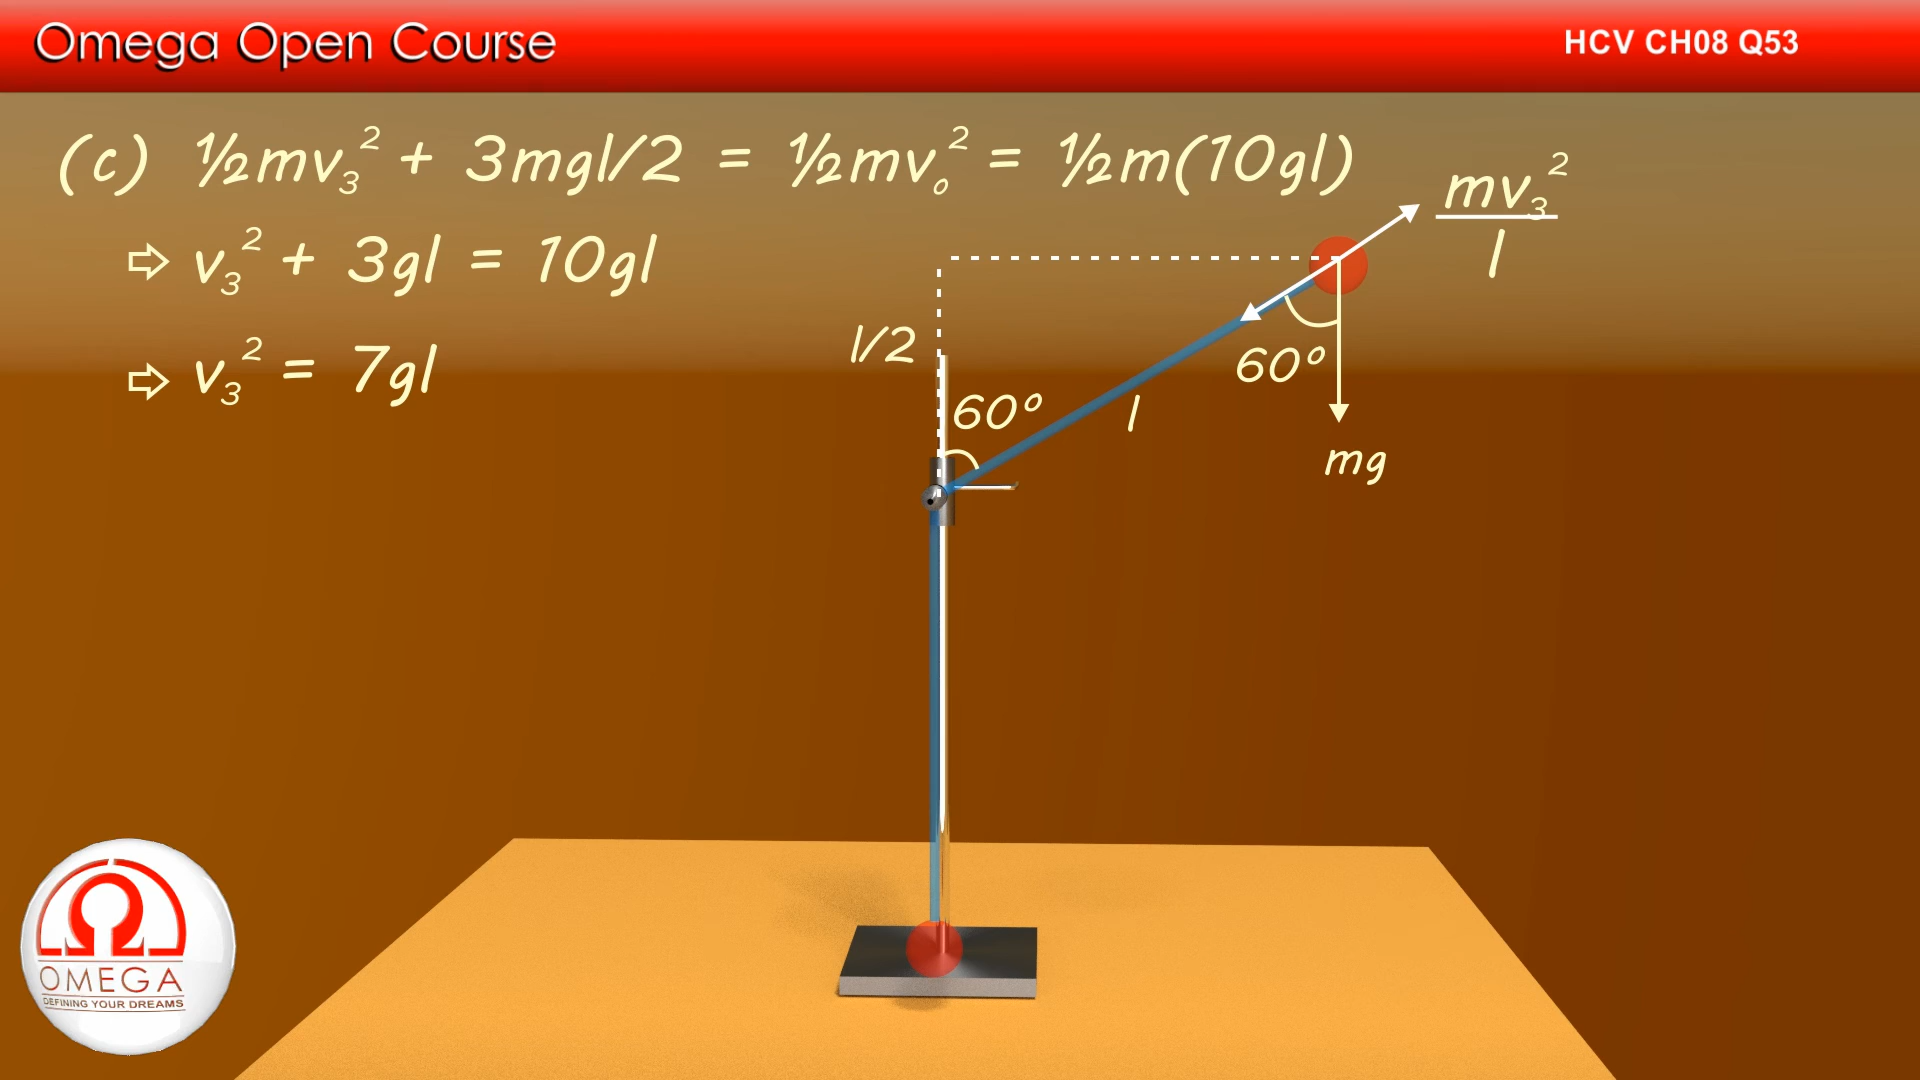 Omega Open Course
HCV CH08 Q53
(c) ½mv₃² + 3mgl/2 = ½mv₀² = ½m(10gl)
⇨ v₃² + 3gl = 10gl
⇨ v₃² = 7gl
mv₃²
l
l/2
60°
l
60°
mg
OMEGA
DEFINING YOUR DREAMS